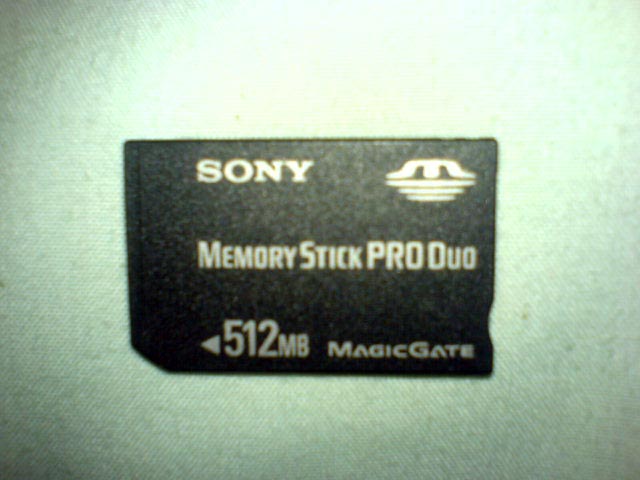 SONY
MEMORY STICK PRO DUO
◀512MB MAGICGATE